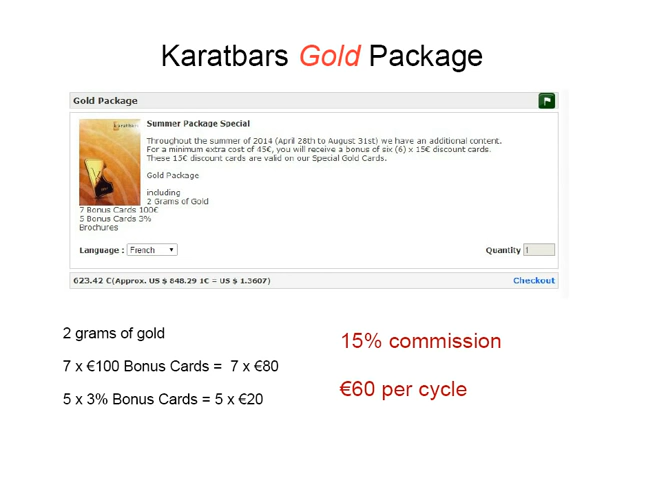 Karatbars Gold Package
Gold Package
Karatbars
Summer Package Special
Throughout the summer of 2014 (April 28th to August 31st) we have an additional content.
For a minimum extra cost of 45€, you will receive a bonus of six (6) x 15€ discount cards.
These 15€ discount cards are valid on our Special Gold Cards.
Gold Package
including
2 Grams of Gold
7 Bonus Cards 100€
5 Bonus Cards 3%
Brochures
Language : French Quantity 1
623.42 €(Approx. US $ 848.29 1€ = US $ 1.3607) Checkout
2 grams of gold
7 x €100 Bonus Cards = 7 x €80
5 x 3% Bonus Cards = 5 x €20
15% commission
€60 per cycle